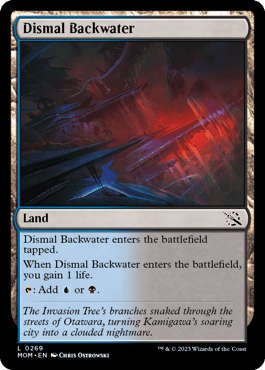 Dismal Backwater
Land
Dismal Backwater enters the battlefield
tapped.
When Dismal Backwater enters the battlefield,
you gain 1 life.
: Add or .
The Invasion Tree's branches snaked through the
streets of Otawara, turning Kamigawa's soaring
city into a clouded nightmare.
L 0269
MOM • EN CHRIS OSTROWSKI
™ & © 2023 Wizards of the Coast